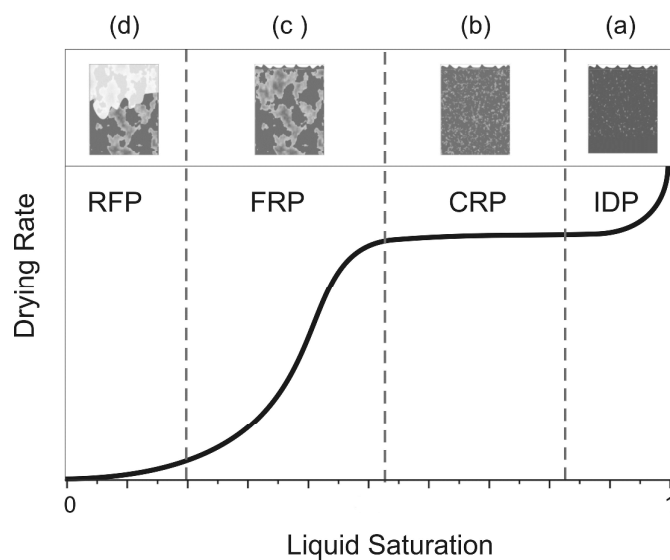 (d) (c ) (b) (a)
RFP FRP CRP IDP
Drying Rate
0 1
Liquid Saturation